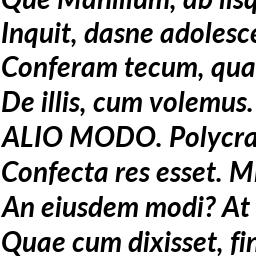 Que Manilium, ab iisq
Inquit, dasne adolesce
Conferam tecum, qua
De illis, cum volemus.
ALIO MODO. Polycra
Confecta res esset. M
An eiusdem modi? At
Quae cum dixisset, fin